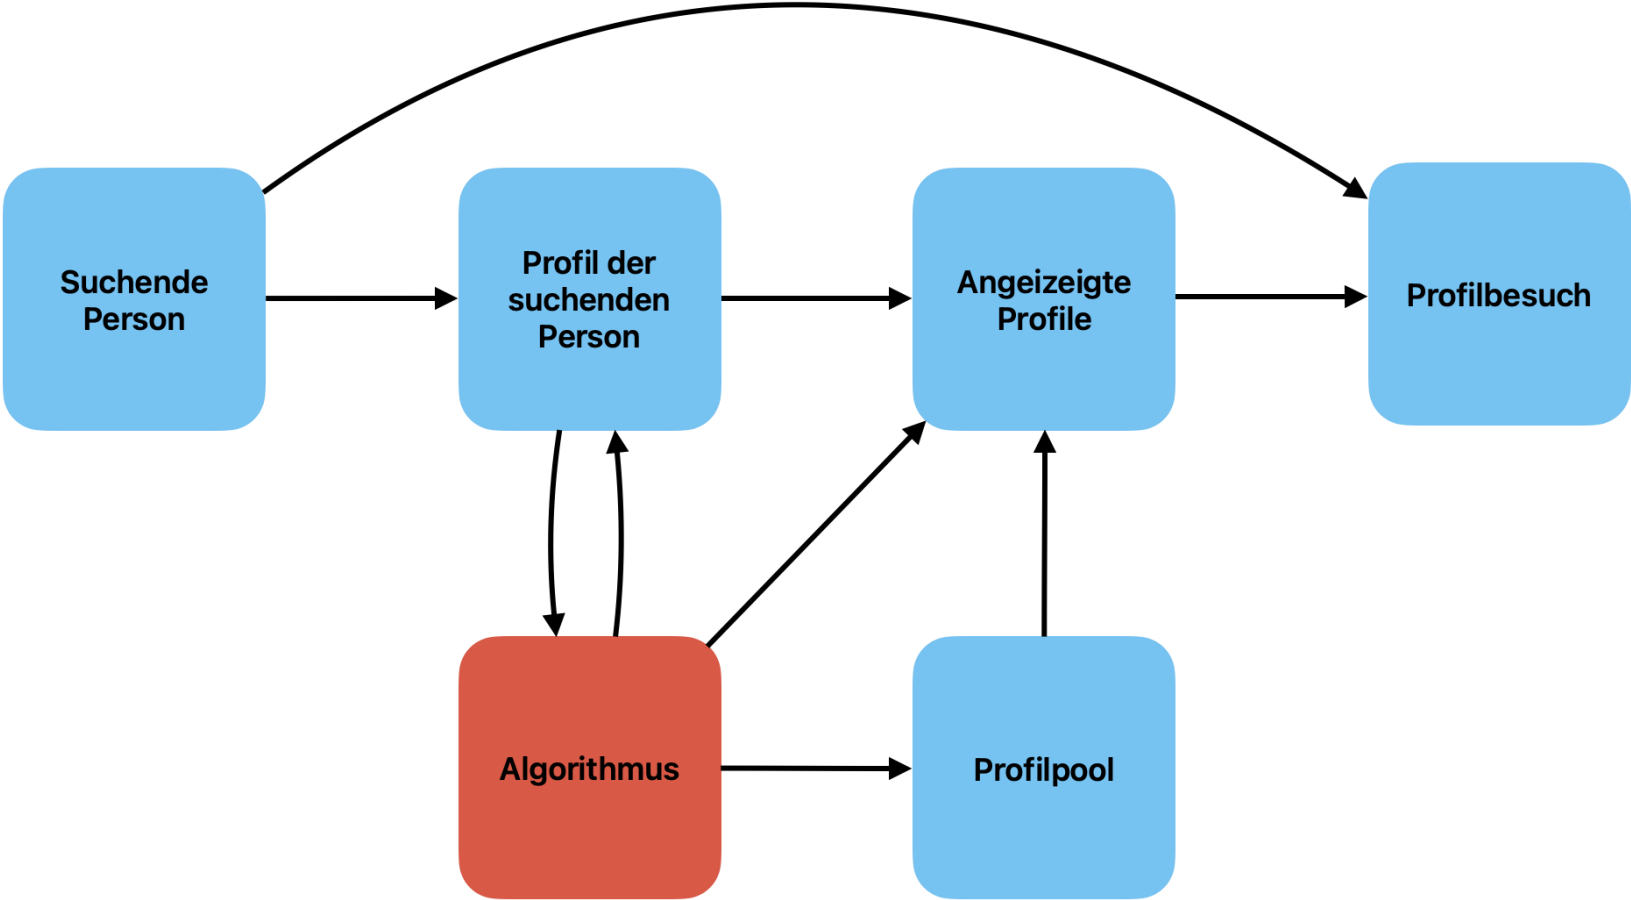 Suchende
Person
Profil der
suchenden
Person
Angeizeigte
Profile
Profilbesuch
Algorithmus
Profilpool